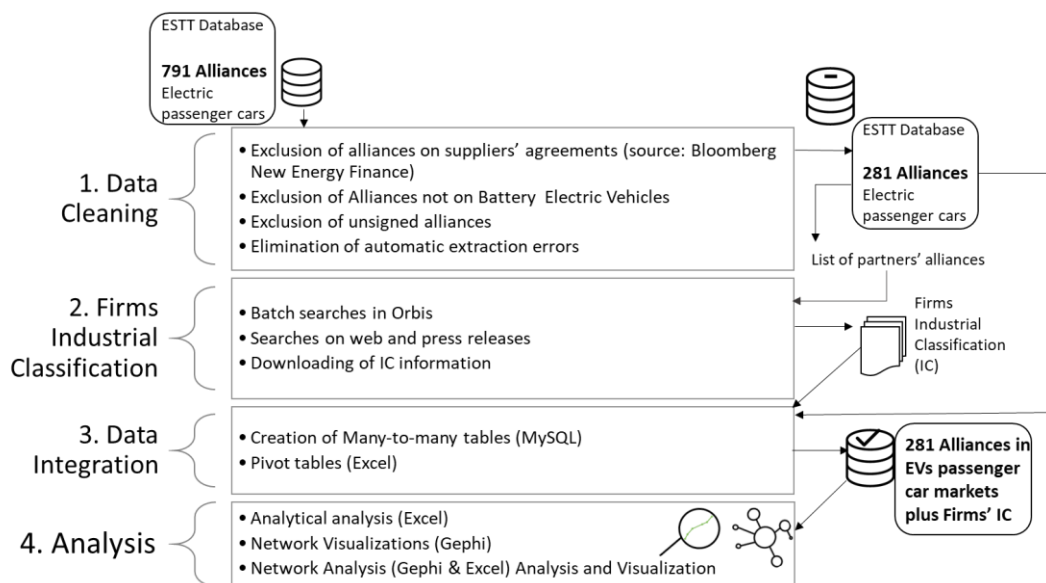 ESTT Database
791 Alliances
Electric
passenger cars
1. Data
Cleaning
• Exclusion of alliances on suppliers' agreements (source: Bloomberg
New Energy Finance)
• Exclusion of Alliances not on Battery Electric Vehicles
• Exclusion of unsigned alliances
• Elimination of automatic extraction errors
ESTT Database
281 Alliances
Electric
passenger cars
List of partners' alliances
2. Firms
Industrial
Classification
• Batch searches in Orbis
• Searches on web and press releases
• Downloading of IC information
Firms
Industrial
Classification
(IC)
3. Data
Integration
• Creation of Many-to-many tables (MySQL)
• Pivot tables (Excel)
281 Alliances in
EVs passenger
car markets
plus Firms' IC
4. Analysis
• Analytical analysis (Excel)
• Network Visualizations (Gephi)
• Network Analysis (Gephi & Excel) Analysis and Visualization